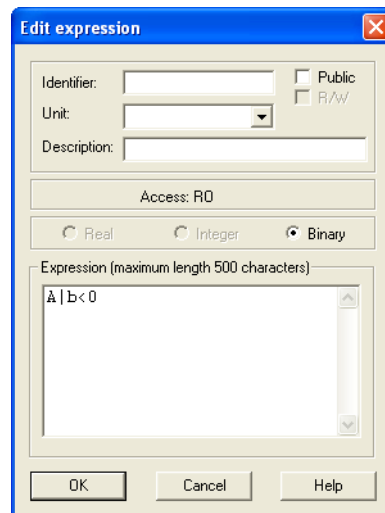 Edit expression
Identifier:
Public
R/W
Unit:
Description:
Access: RO
Real Integer Binary
Expression (maximum length 500 characters)
A|b<0
OK Cancel Help